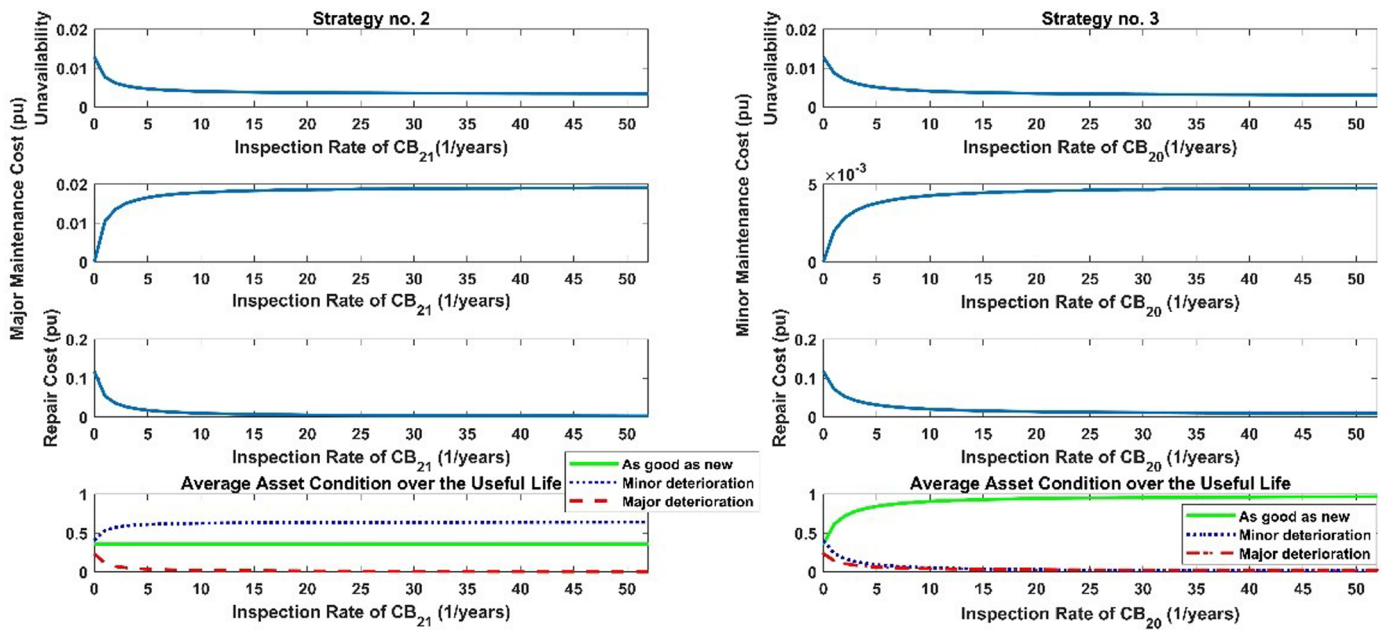 Strategy no. 2
Unavailability
0.02
0.01
0
0 5 10 15 20 25 30 35 40 45 50
Inspection Rate of CB21(1/years)
Major Maintenance Cost (pu)
0.02
0.01
0
0 5 10 15 20 25 30 35 40 45 50
Inspection Rate of CB21 (1/years)
Repair Cost (pu)
0.2
0.1
0
0 5 10 15 20 25 30 35 40 45 50
Inspection Rate of CB21 (1/years)
As good as new
Minor deterioration
Major deterioration
Average Asset Condition over the Useful Life
1
0.5
0
0 5 10 15 20 25 30 35 40 45 50
Inspection Rate of CB21 (1/years)
Strategy no. 3
Unavailability
0.02
0.01
0
0 5 10 15 20 25 30 35 40 45 50
Inspection Rate of CB20(1/years)
Minor Maintenance Cost (pu)
×10-3
5
0
0 5 10 15 20 25 30 35 40 45 50
Inspection Rate of CB20 (1/years)
Repair Cost (pu)
0.2
0.1
0
0 5 10 15 20 25 30 35 40 45 50
Inspection Rate of CB20 (1/years)
Average Asset Condition over the Useful Life
1
0.5
0
As good as new
Minor deterioration
Major deterioration
0 5 10 15 20 25 30 35 40 45 50
Inspection Rate of CB20 (1/years)